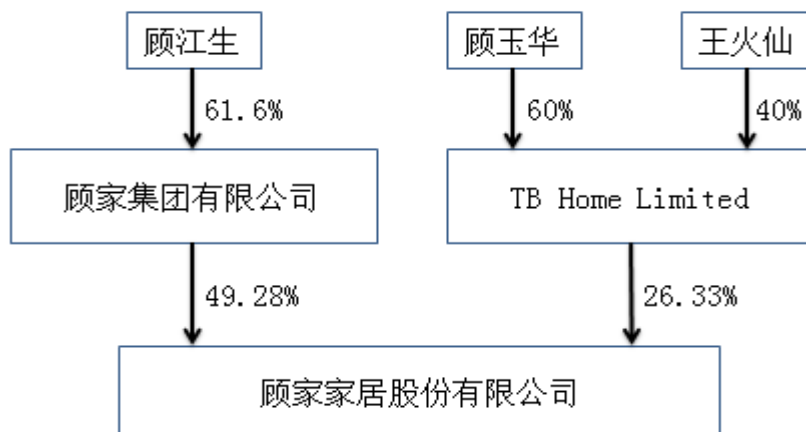 顾江生
顾玉华
王火仙
61.6%
60%
40%
顾家集团有限公司
TB Home Limited
49.28%
26.33%
顾家家居股份有限公司